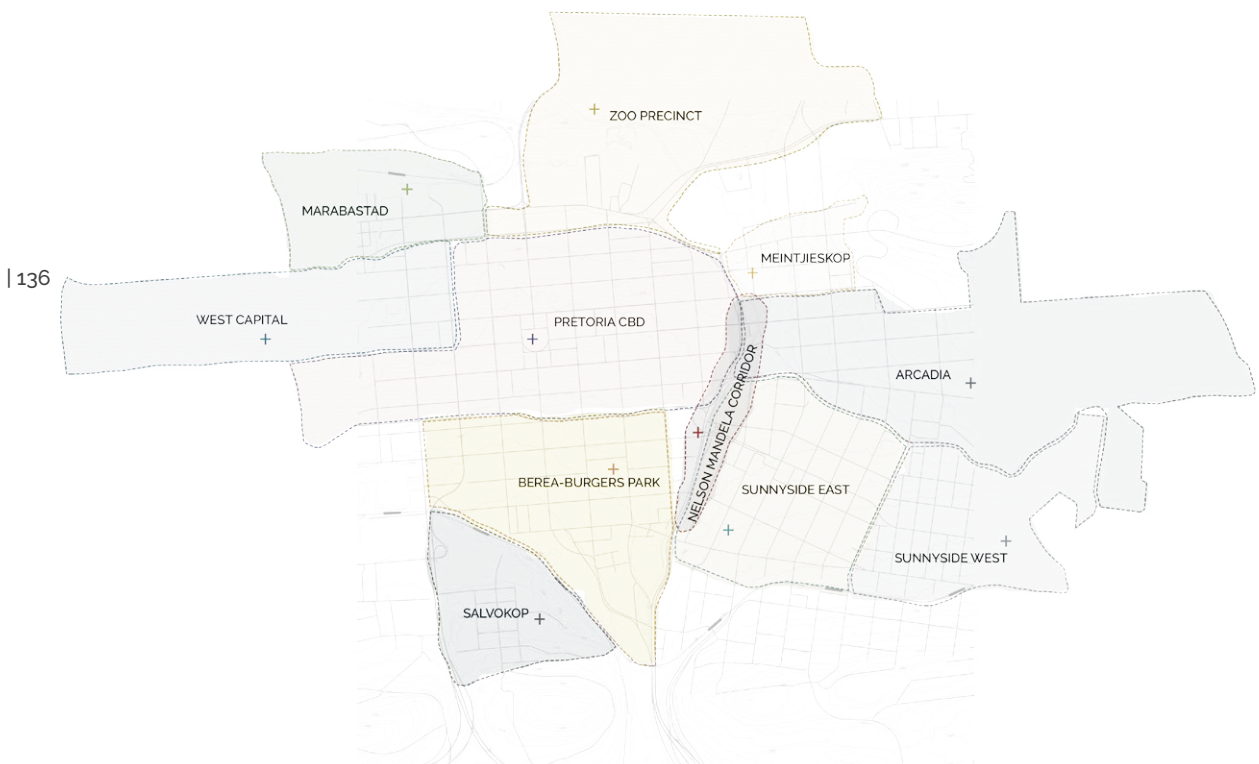 ZOO PRECINCT
MARABASTAD
MEINTJIESKOP
| 136
WEST CAPITAL
PRETORIA CBD
ARCADIA
NELSON MANDELA CORRIDOR
BEREA-BURGERS PARK
SUNNYSIDE EAST
SUNNYSIDE WEST
SALVOKOP